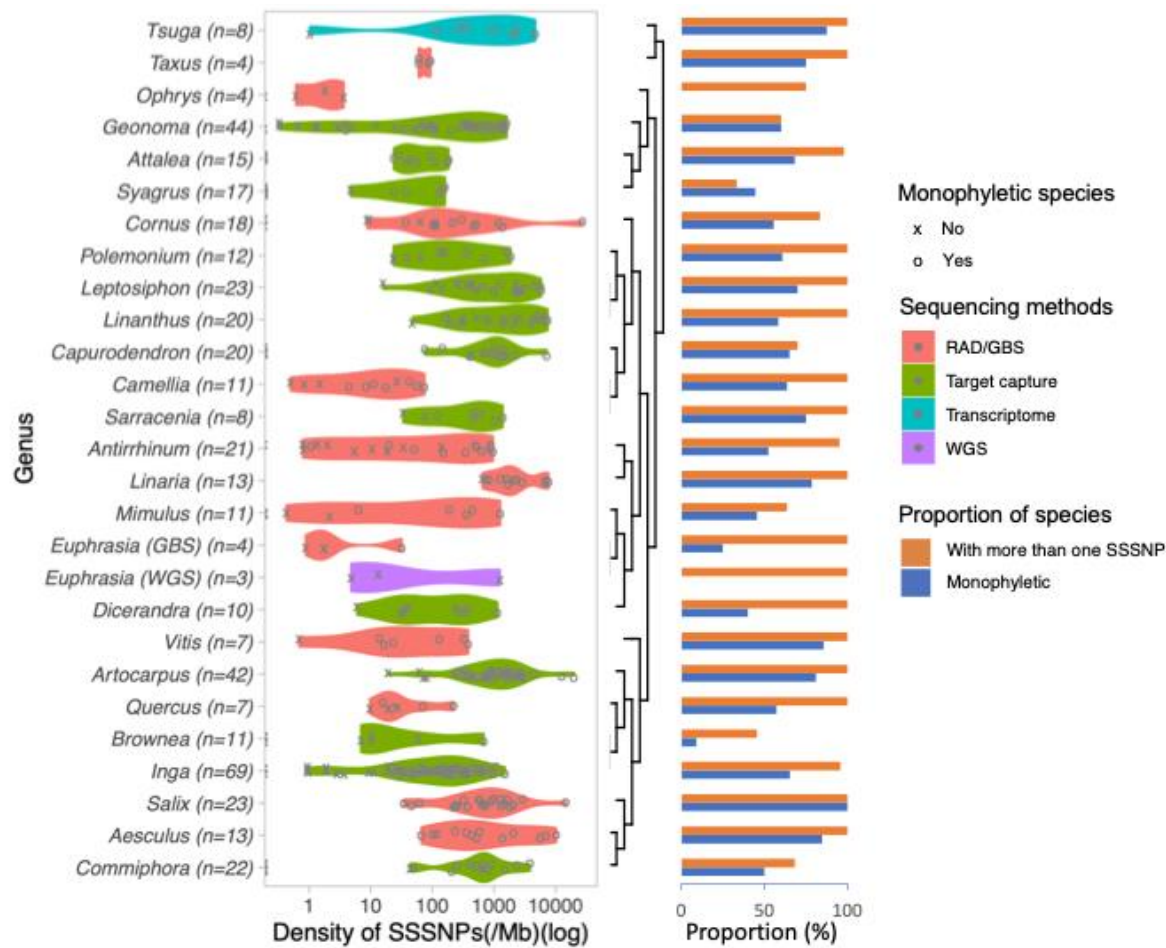 Genus
Tsuga (n=8)
Taxus (n=4)
Ophrys (n=4)
Geonoma (n=44)
Attalea (n=15)
Syagrus (n=17)
Cornus (n=18)
Polemonium (n=12)
Leptosiphon (n=23)
Linanthus (n=20)
Capurodendron (n=20)
Camellia (n=11)
Sarracenia (n=8)
Antirrhinum (n=21)
Linaria (n=13)
Mimulus (n=11)
Euphrasia (GBS) (n=4)
Euphrasia (WGS) (n=3)
Dicerandra (n=10)
Vitis (n=7)
Artocarpus (n=42)
Quercus (n=7)
Brownea (n=11)
Inga (n=69)
Salix (n=23)
Aesculus (n=13)
Commiphora (n=22)
1 10 100 1000 10000
Density of SSSNPs(/Mb)(log)
0 50 100
Proportion (%)
Monophyletic species
x No
o Yes
Sequencing methods
RAD/GBS
Target capture
Transcriptome
WGS
Proportion of species
With more than one SSSNP
Monophyletic